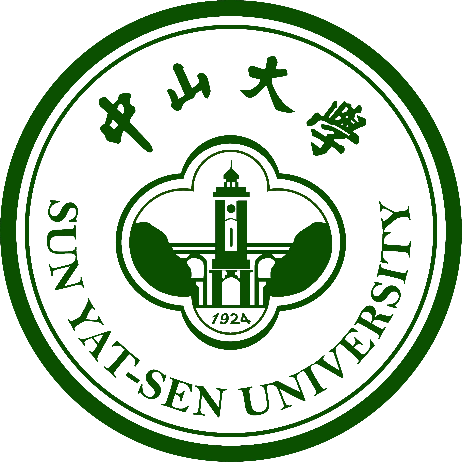 中山大學
1924
SUN YAT-SEN UNIVERSITY